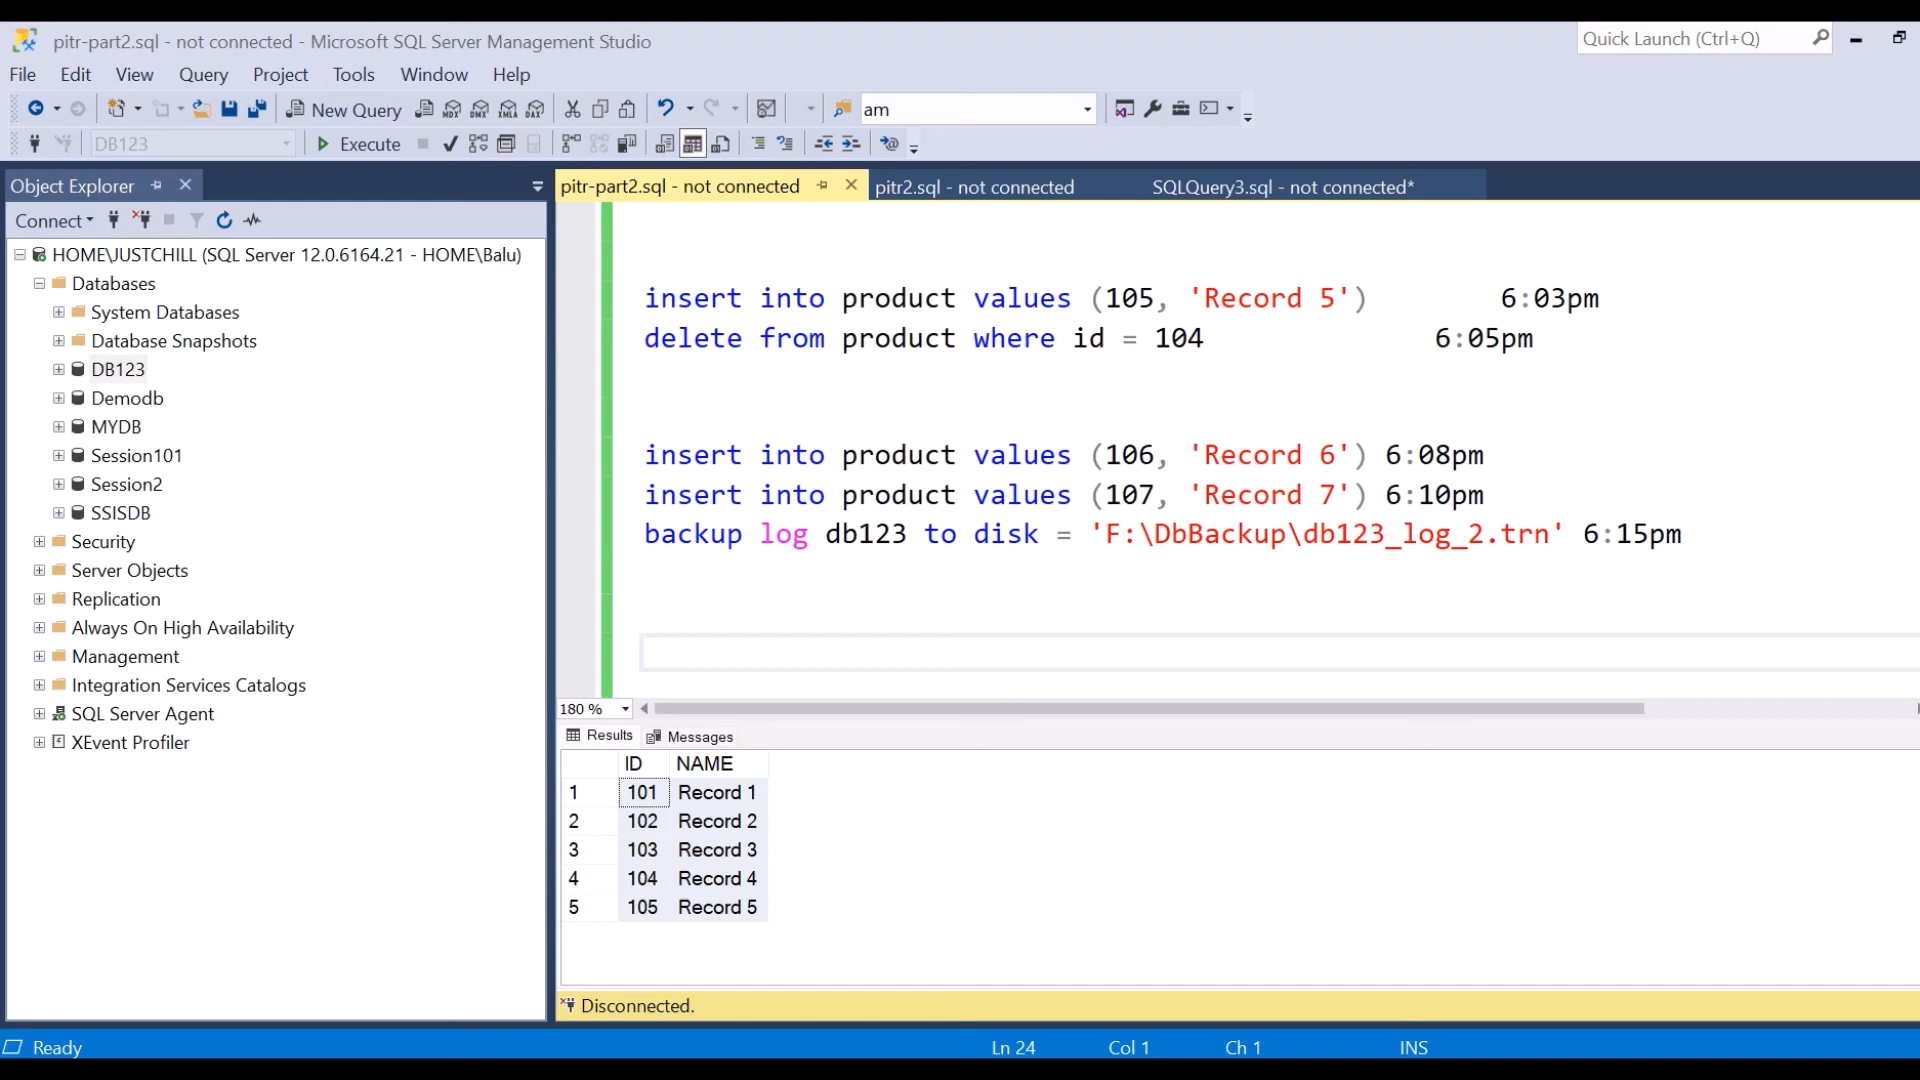 pitr-part2.sql - not connected - Microsoft SQL Server Management Studio
Quick Launch (Ctrl+Q)
File Edit View Query Project Tools Window Help
New Query MDX DMX XMLA DAX am
DB123 Execute
Object Explorer
pitr-part2.sql - not connected
pitr2.sql - not connected
SQLQuery3.sql - not connected*
Connect
HOME\JUSTCHILL (SQL Server 12.0.6164.21 - HOME\Balu)
Databases
System Databases
Database Snapshots
DB123
Demodb
MYDB
Session101
Session2
SSISDB
Security
Server Objects
Replication
Always On High Availability
Management
Integration Services Catalogs
SQL Server Agent
XEvent Profiler
insert into product values (105, 'Record 5') 6:03pm
delete from product where id = 104 6:05pm
insert into product values (106, 'Record 6') 6:08pm
insert into product values (107, 'Record 7') 6:10pm
backup log db123 to disk = 'F:\DbBackup\db123_log_2.trn' 6:15pm
180 %
Results Messages
ID NAME
1 101 Record 1
2 102 Record 2
3 103 Record 3
4 104 Record 4
5 105 Record 5
Disconnected.
Ready Ln 24 Col 1 Ch 1 INS